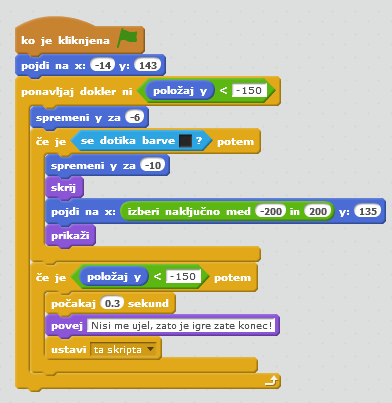 ko je kliknjena
pojdi na x: -14 y: 143
ponavljaj dokler ni položaj y < -150
spremeni y za -6
če je se dotika barve ? potem
spremeni y za -10
skrij
pojdi na x: izberi naključno med -200 in 200 y: 135
prikaži
če je položaj y < -150 potem
počakaj 0.3 sekund
povej Nisi me ujel, zato je igre zate konec!
ustavi ta skripta